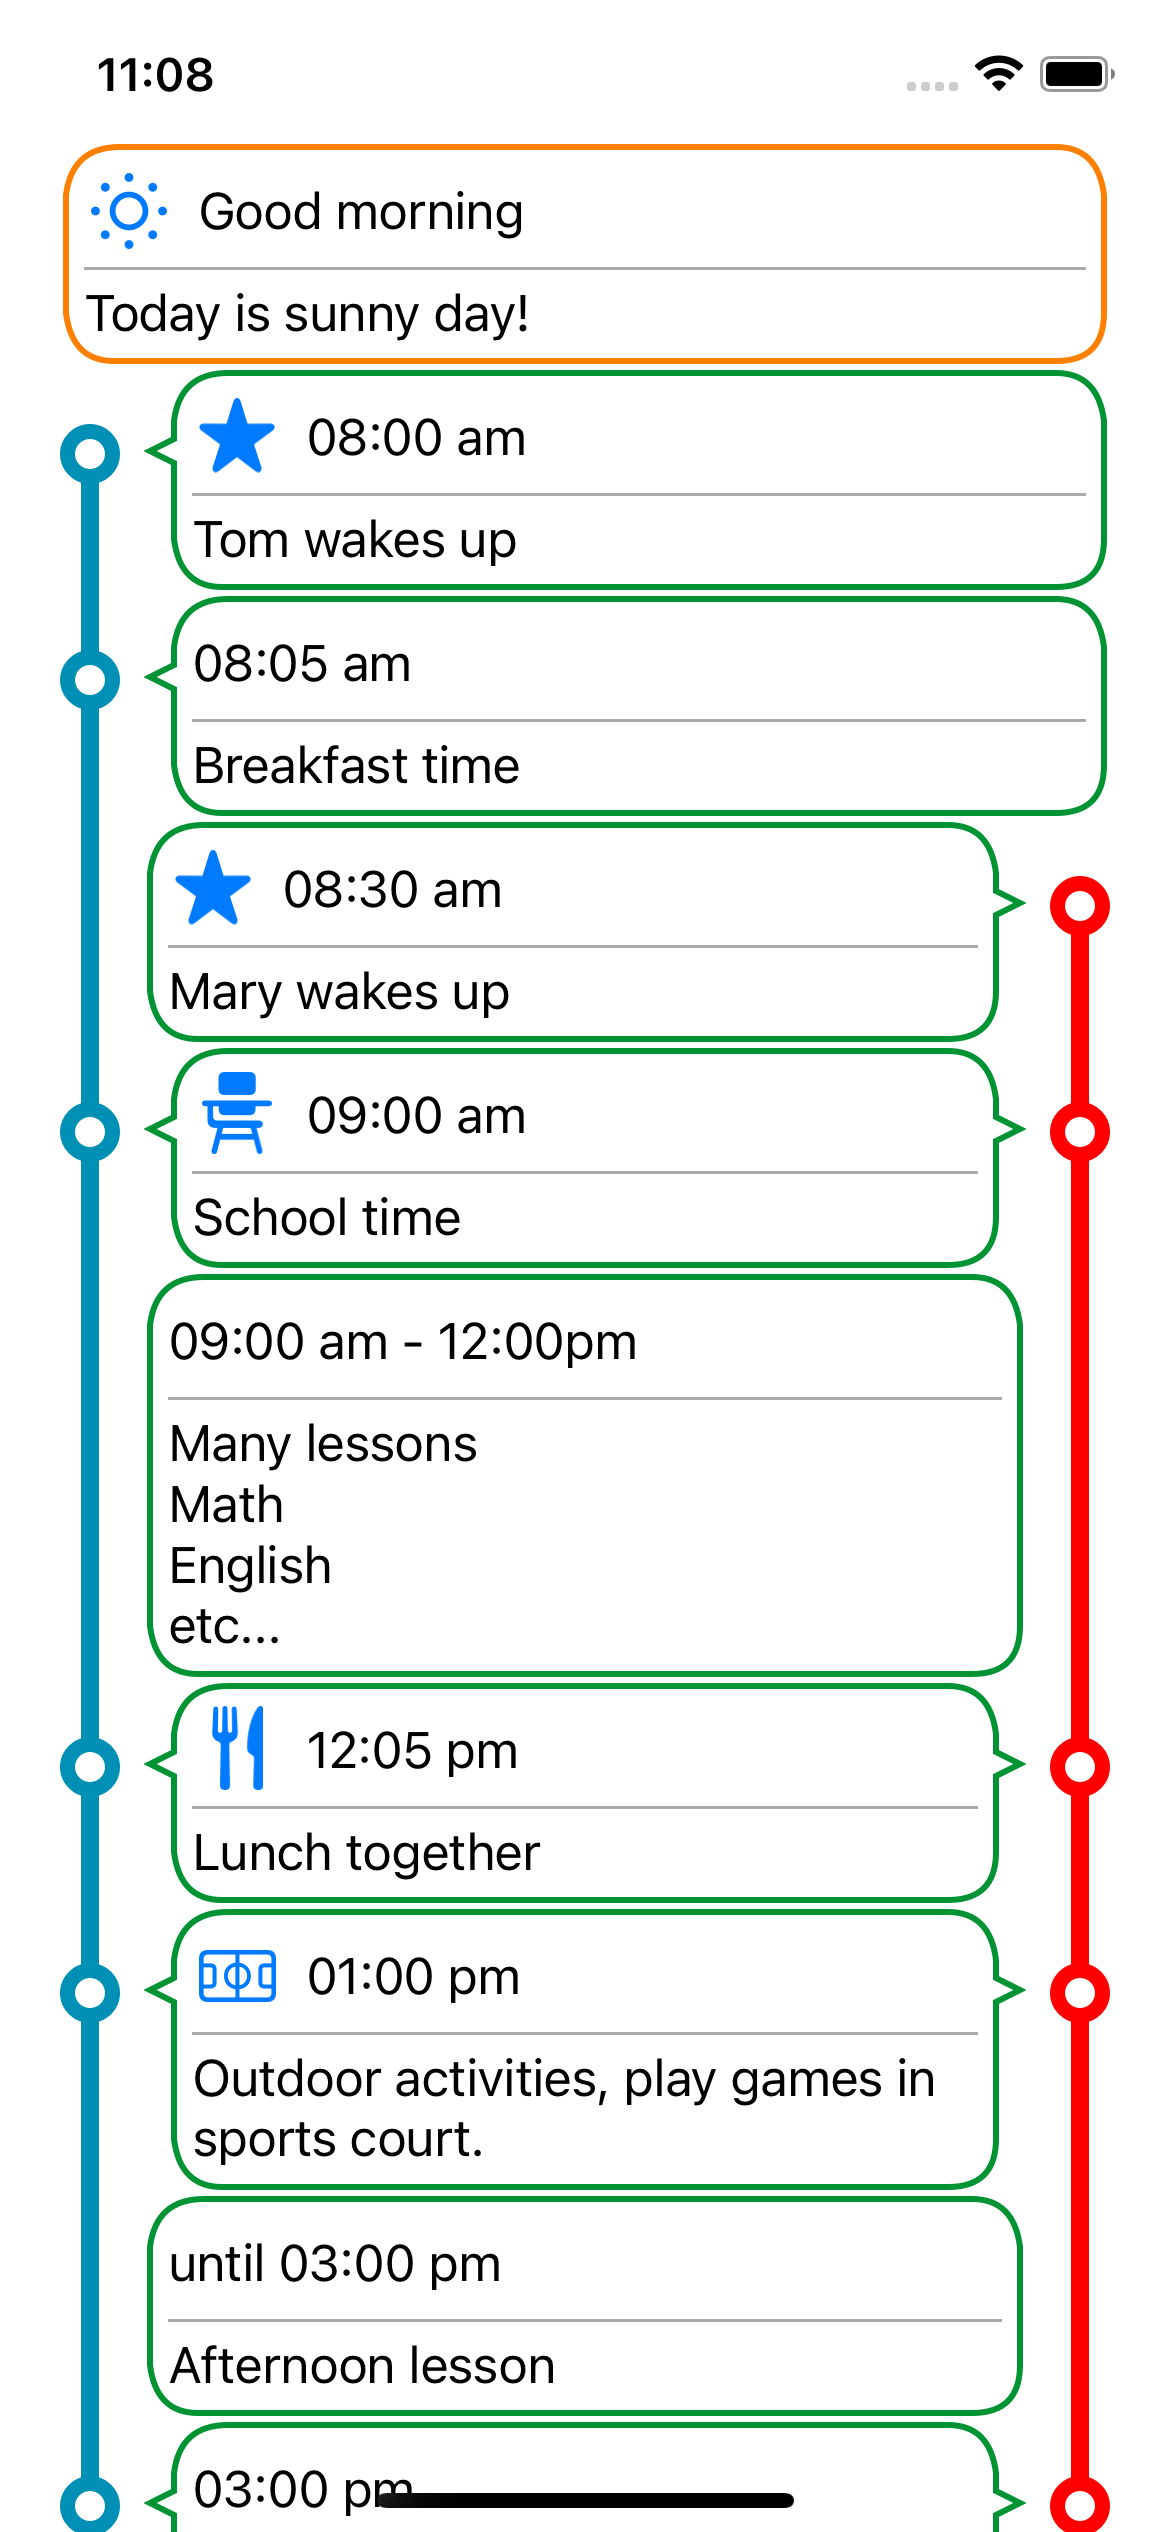 11:08
Good morning
Today is sunny day!
08:00 am
Tom wakes up
08:05 am
Breakfast time
08:30 am
Mary wakes up
09:00 am
School time
09:00 am - 12:00pm
Many lessons
Math
English
etc...
12:05 pm
Lunch together
01:00 pm
Outdoor activities, play games in
sports court.
until 03:00 pm
Afternoon lesson
03:00 pm